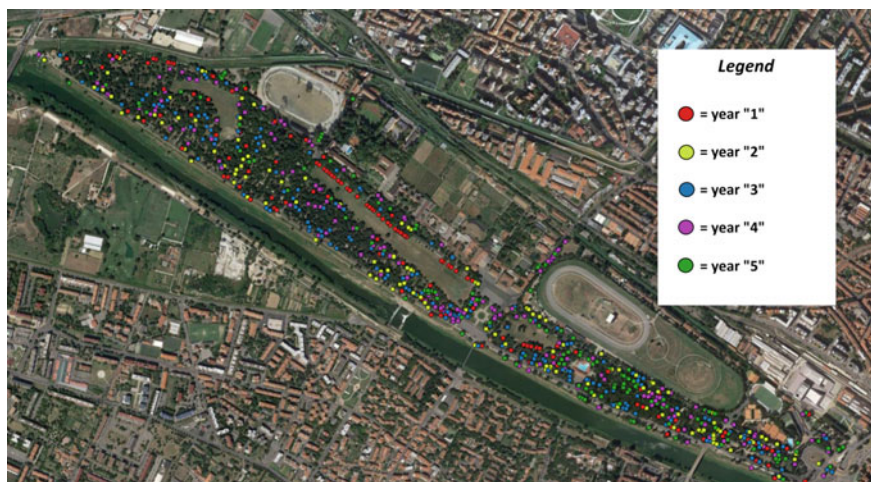 Legend
= year "1"
= year "2"
= year "3"
= year "4"
= year "5"